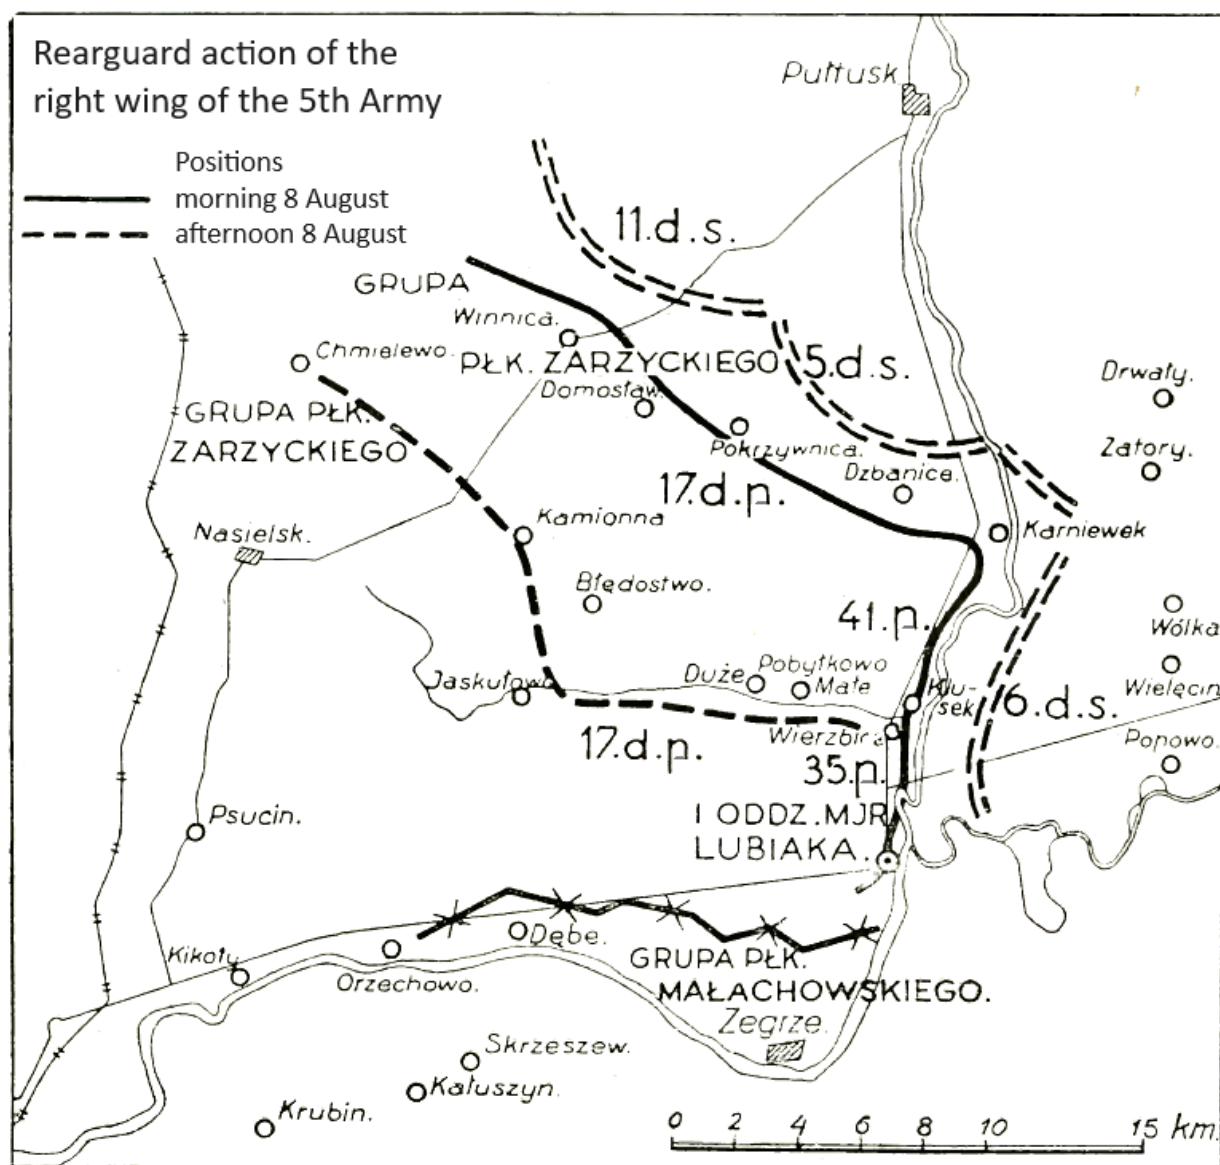 Rearguard action of the
right wing of the 5th Army
Positions
morning 8 August
afternoon 8 August
Pułtusk
11.d.s.
GRUPA
Winnica.
Chmielewo.
PŁK. ZARZYCKIEGO
5.d.s.
Drwały.
GRUPA PŁK.
ZARZYCKIEGO
Domosław.
Pokrzywnica.
Zatory.
Dzbanice.
17.d.p.
Nasielsk.
Kamionna
Karniewek
Błędostwo.
41.p.
Wólka
Duże
Pobyłkowo
Małe
Jaskułowo
Klu-
sek
Wielęcin
6.d.s.
17.d.p.
Wierzbica
Popowo.
35.p.
Psucin.
I ODDZ. MJR
LUBIAKA.
Dębe.
Kikoły
Orzechowo.
GRUPA PŁK.
MAŁACHOWSKIEGO.
Zegrze.
Skrzeszew.
Kałuszyn.
Krubin.
0 2 4 6 8 10 15 km.